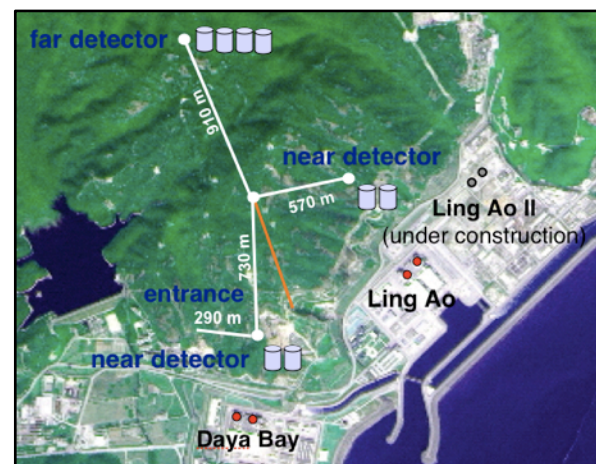 far detector
910 m
near detector
570 m
Ling Ao II
(under construction)
730 m
entrance
Ling Ao
290 m
near detector
Daya Bay